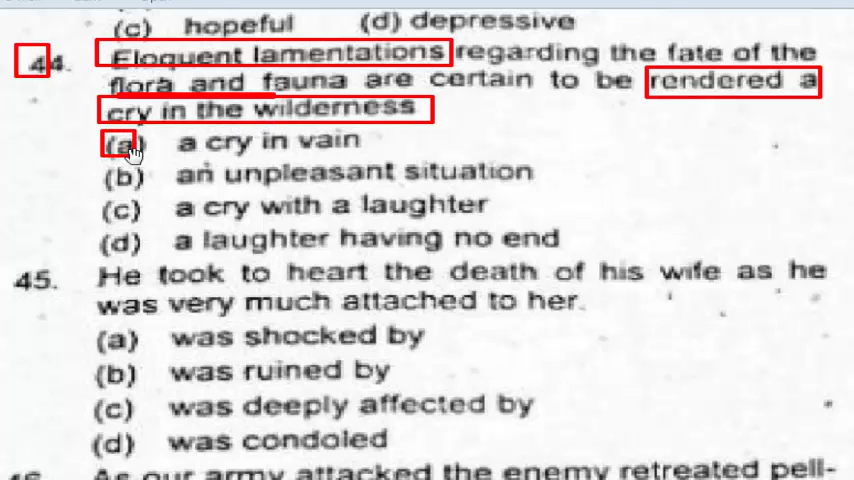 (c) hopeful (d) depressive
44. Eloquent lamentations regarding the fate of the
flora and fauna are certain to be rendered a
cry in the wilderness
(a) a cry in vain
(b) an unpleasant situation
(c) a cry with a laughter
(d) a laughter having no end
45. He took to heart the death of his wife as he
was very much attached to her.
(a) was shocked by
(b) was ruined by
(c) was deeply affected by
(d) was condoled
46. As our army attacked the enemy retreated pell-